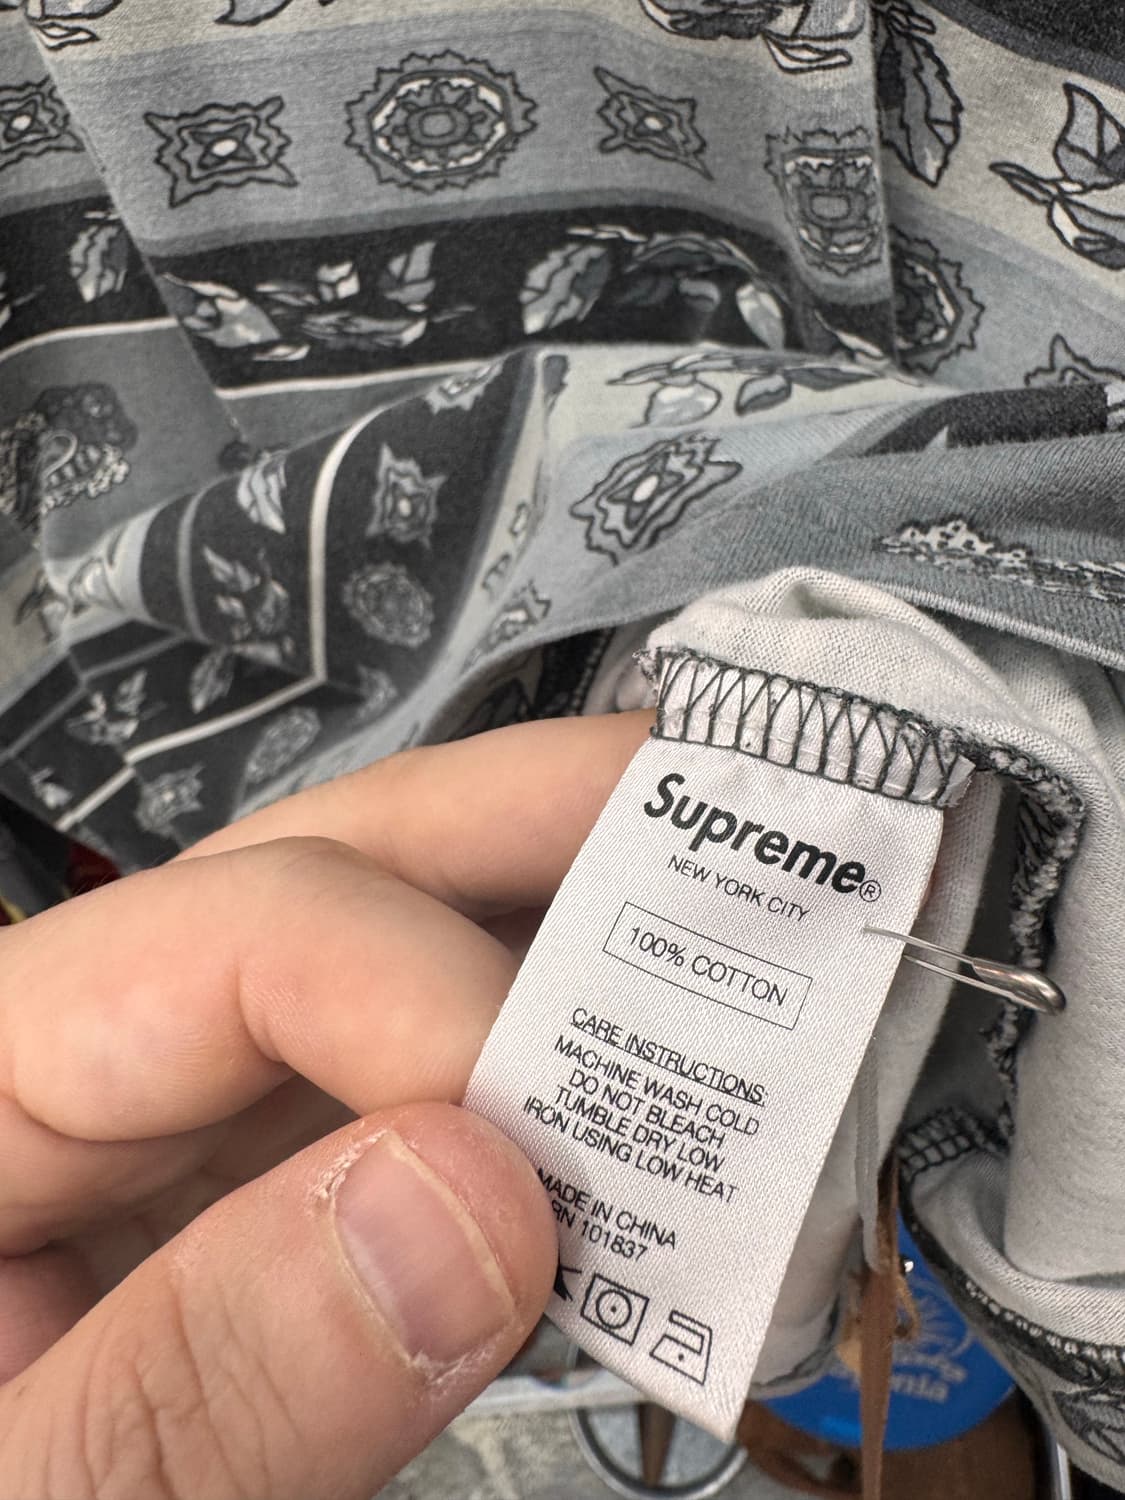 Supreme®
NEW YORK CITY
100% COTTON
CARE INSTRUCTIONS:
MACHINE WASH COLD
DO NOT BLEACH
TUMBLE DRY LOW
IRON USING LOW HEAT
MADE IN CHINA
RN 101837